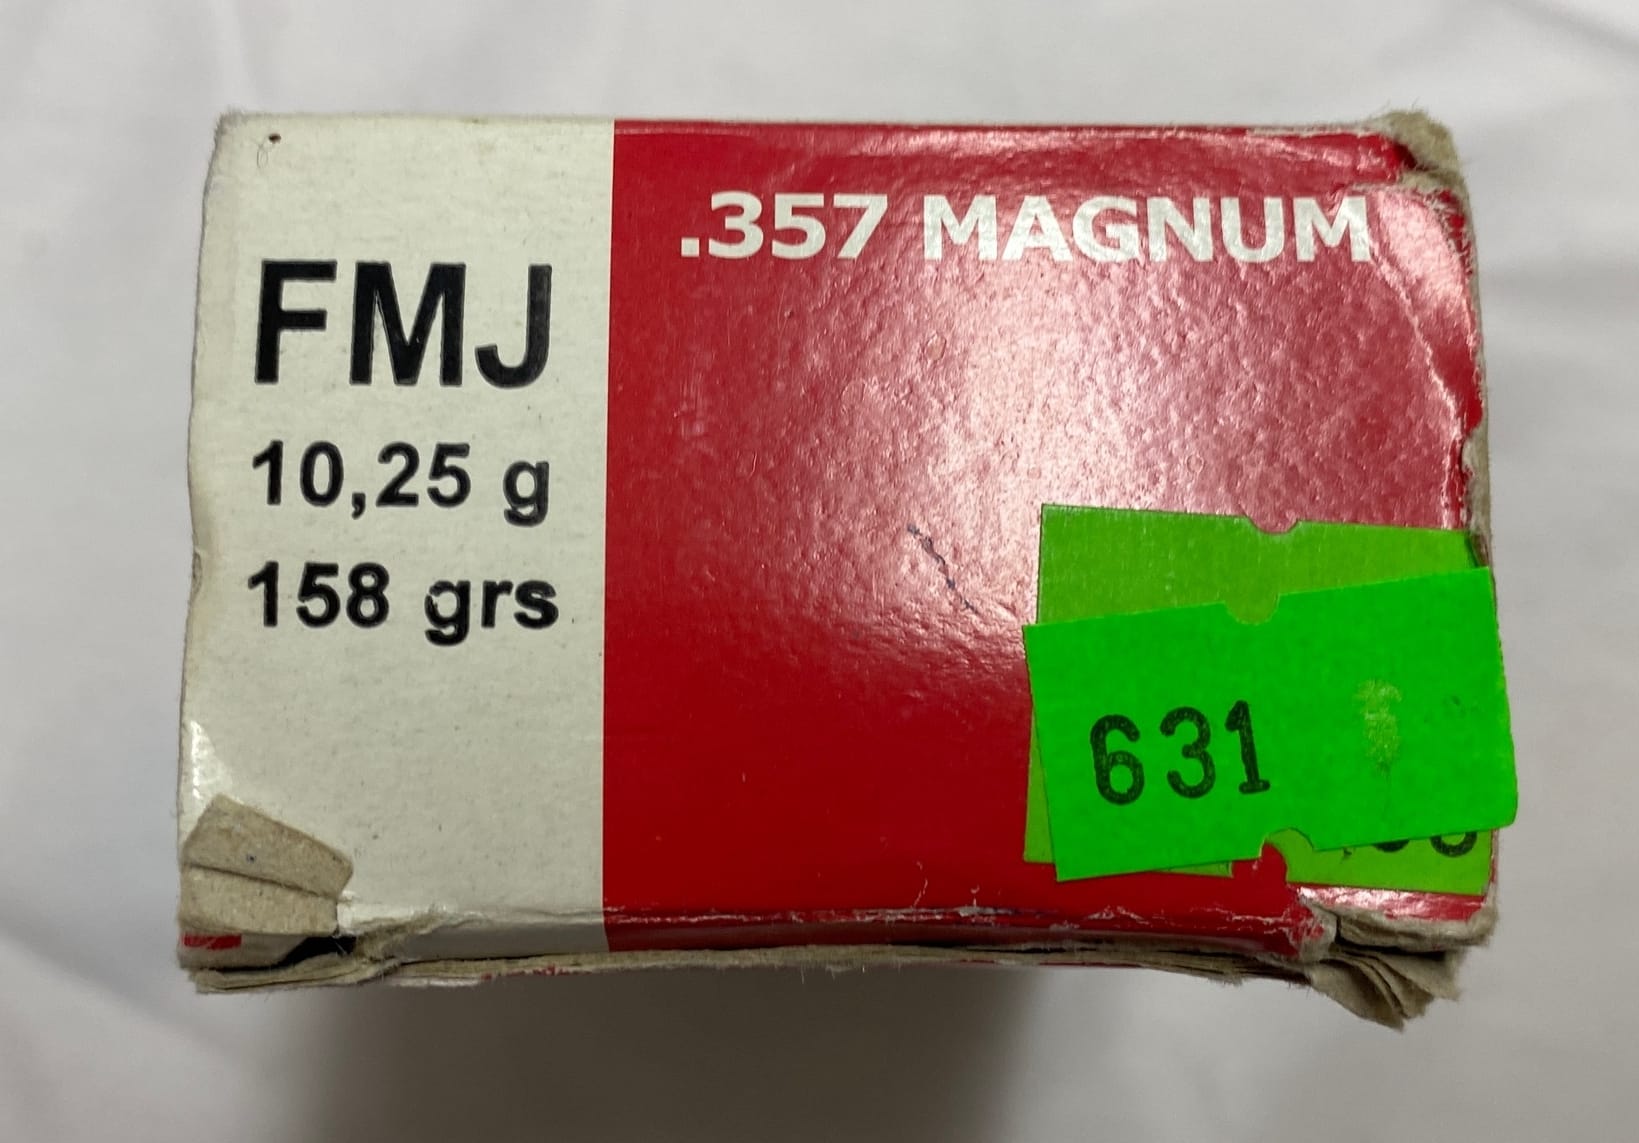 .357 MAGNUM
FMJ
10,25 g
158 grs
631